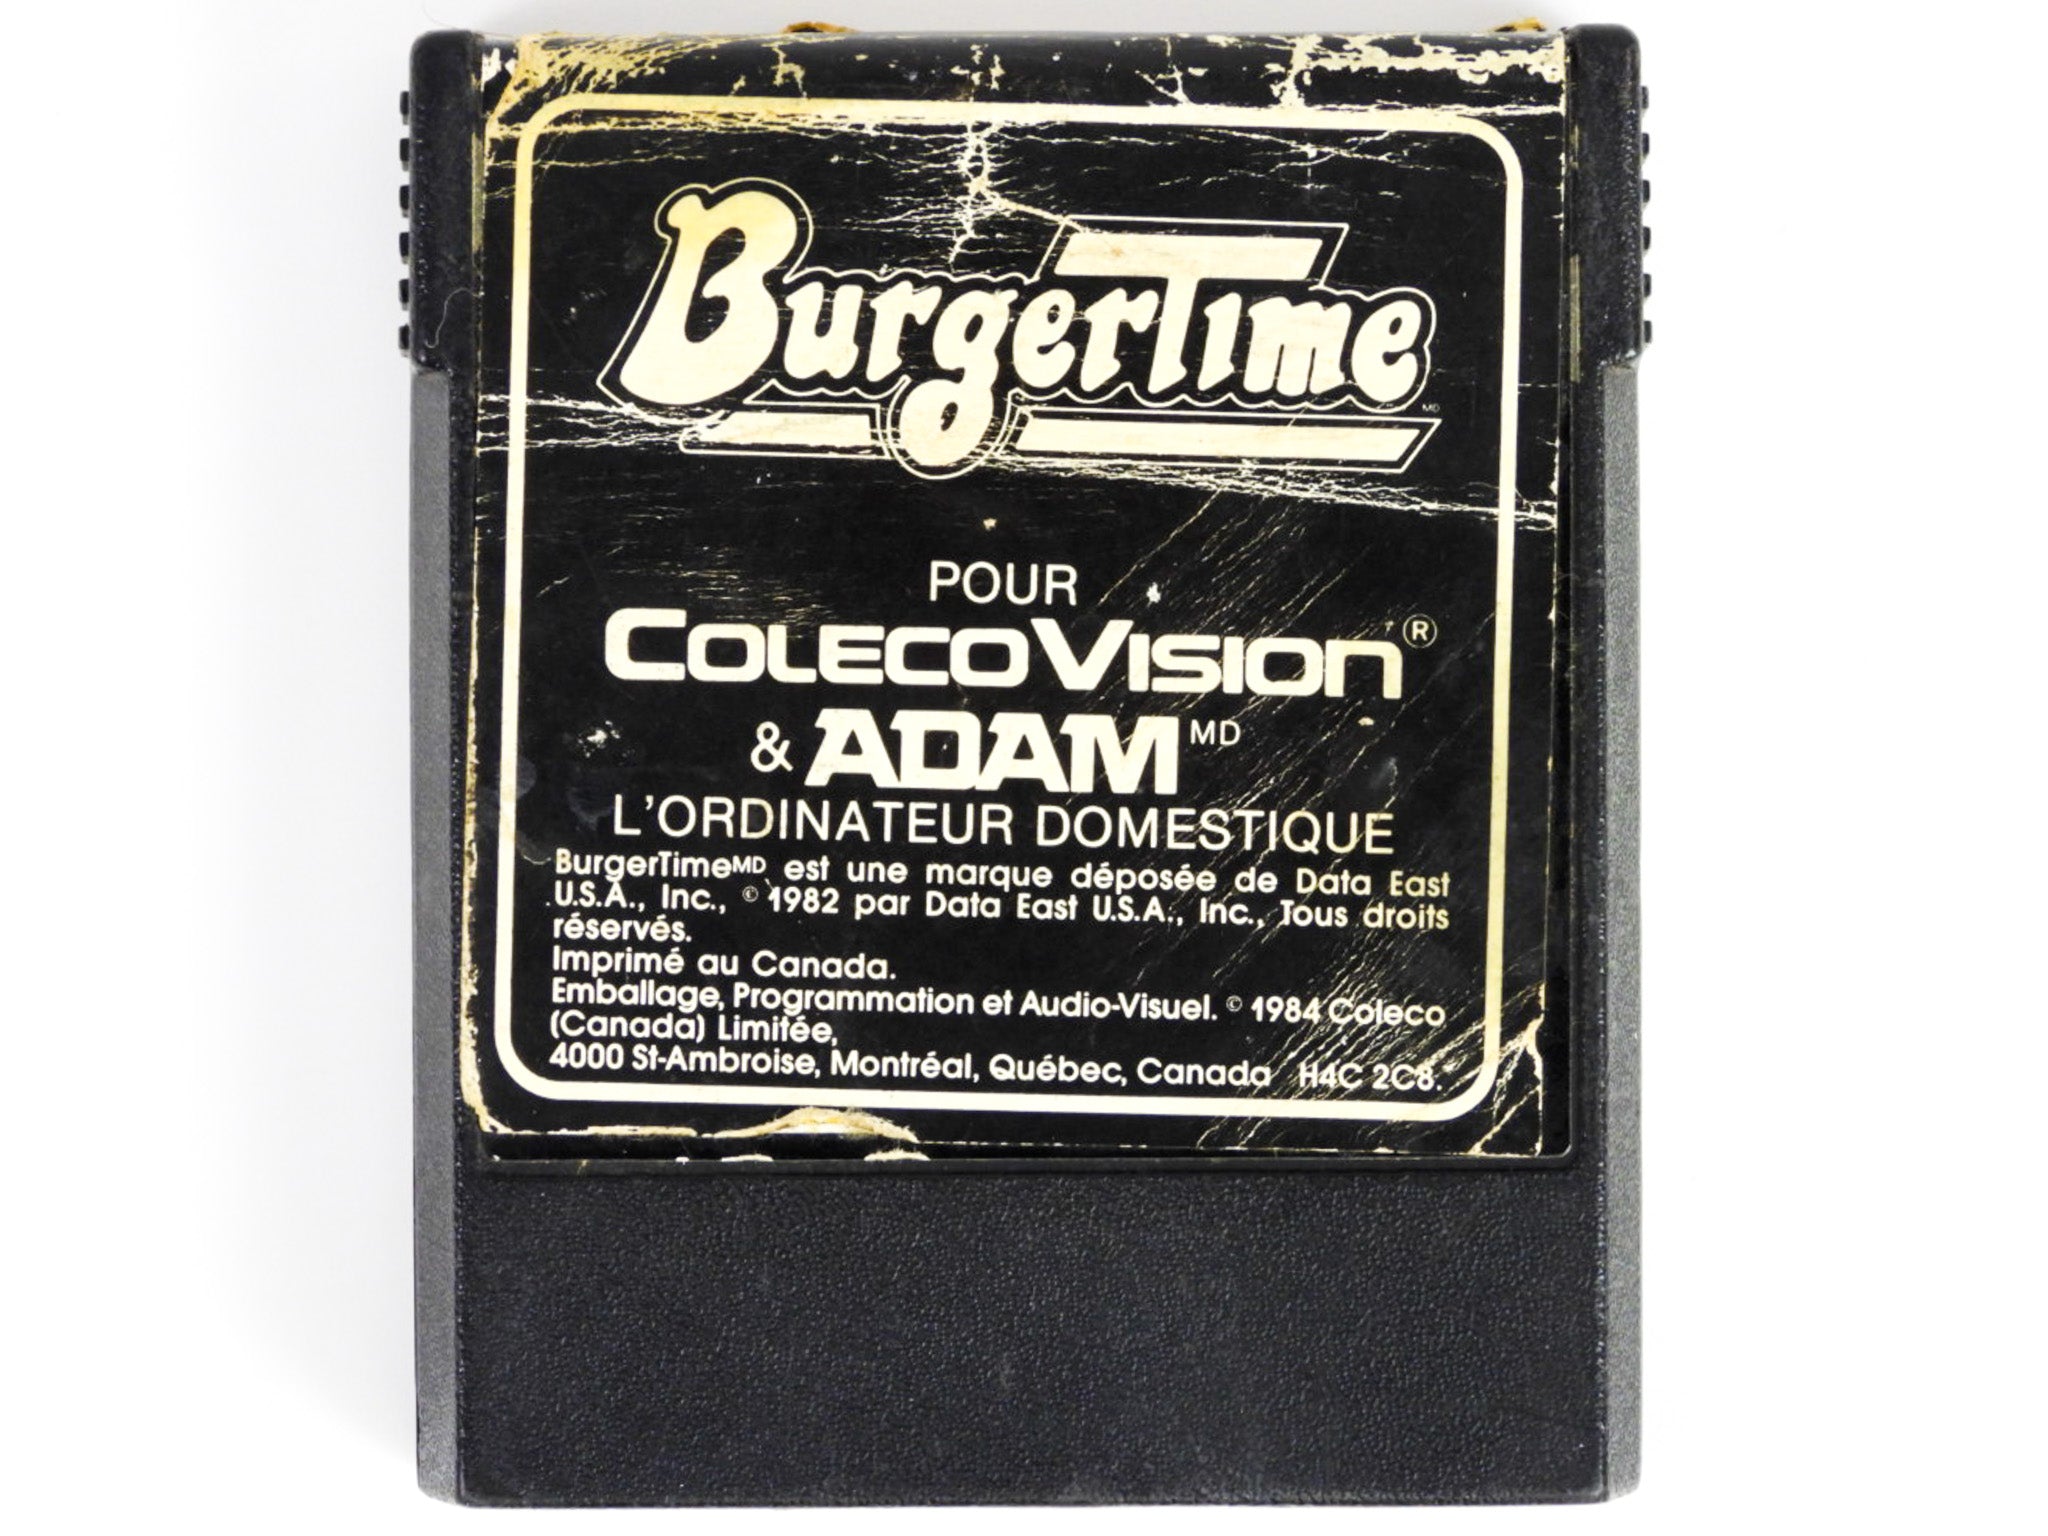 BurgerTime MD
POUR
COLECOVISION®
& ADAM MD
L'ORDINATEUR DOMESTIQUE
BurgerTimeMD est une marque déposée de Data East
U.S.A., Inc., © 1982 par Data East U.S.A., Inc., Tous droits
réservés.
Imprimé au Canada.
Emballage, Programmation et Audio-Visuel. © 1984 Coleco
(Canada) Limitée,
4000 St-Ambroise, Montréal, Québec, Canada H4C 2C8.